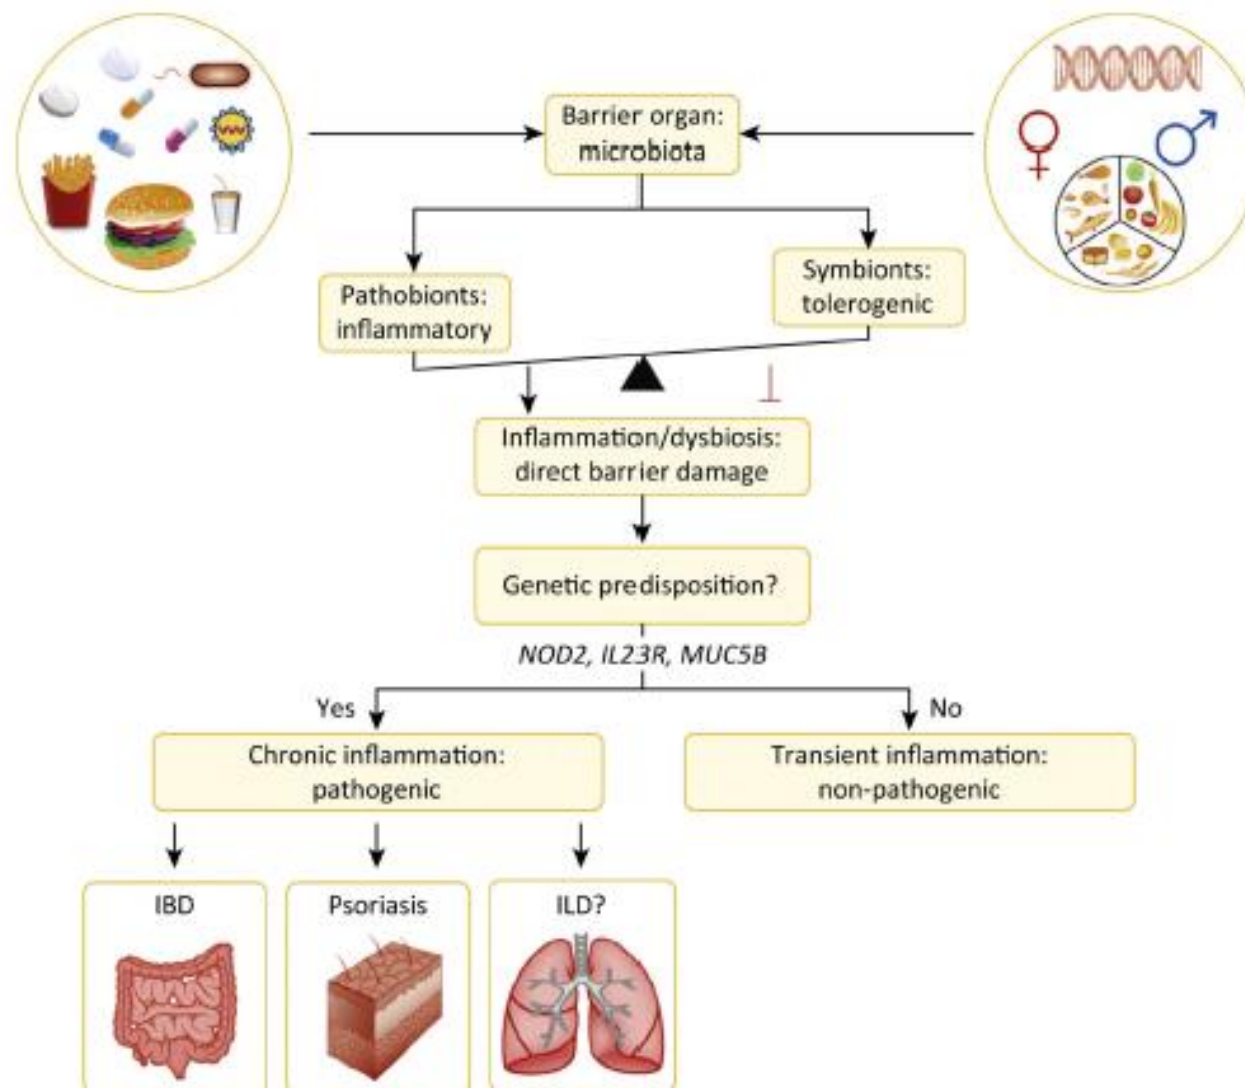 Barrier organ:
microbiota
Pathobionts:
inflammatory
Symbionts:
tolerogenic
Inflammation/dysbiosis:
direct barrier damage
Genetic predisposition?
NOD2, IL23R, MUC5B
Yes
No
Chronic inflammation:
pathogenic
Transient inflammation:
non-pathogenic
IBD
Psoriasis
ILD?